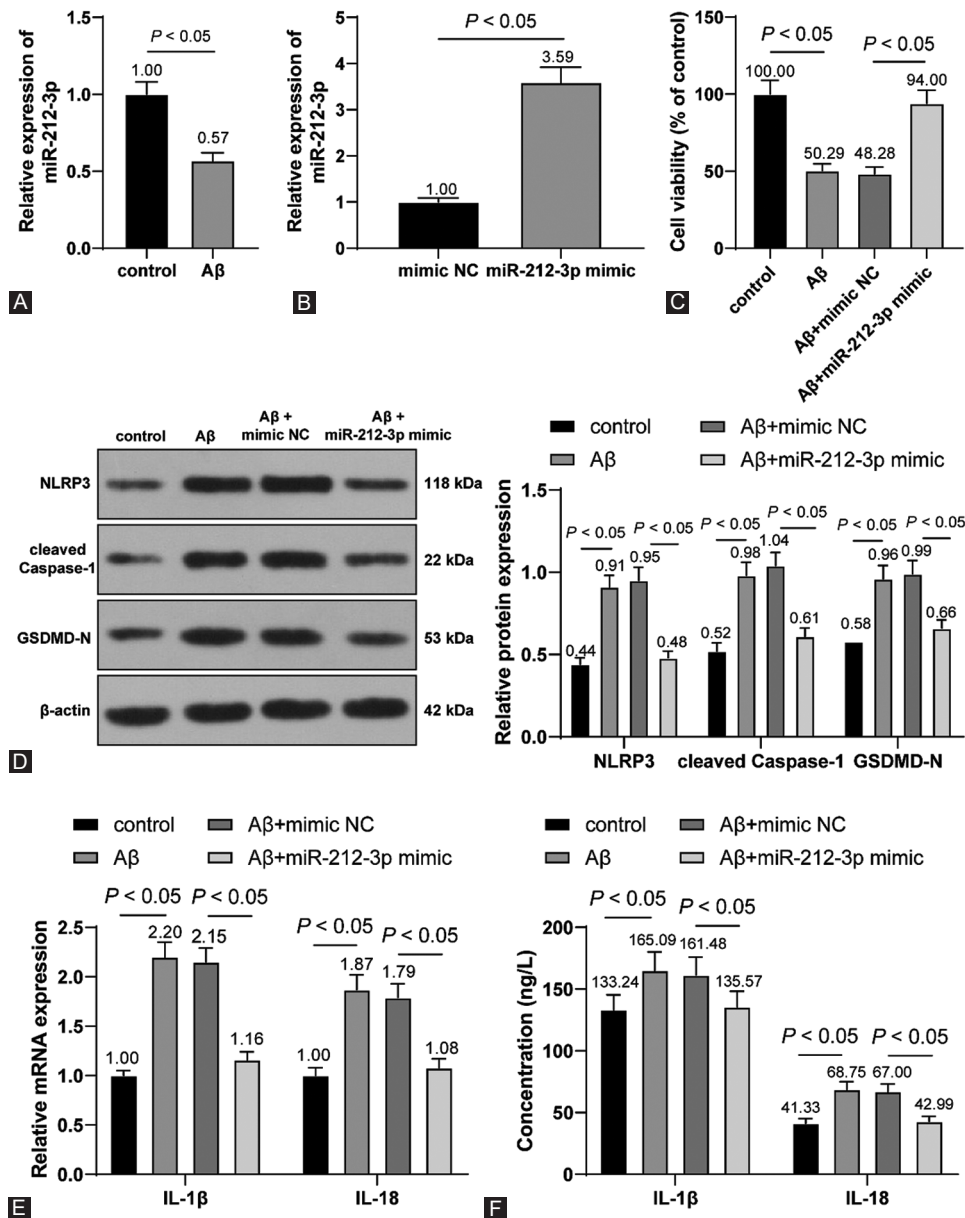 Relative expression of
miR-212-3p
1.5
1.0
0.5
0.0
P < 0.05
1.00
0.57
control
Aβ
A
Relative expression of
miR-212-3p
5
4
3
2
1
0
P < 0.05
3.59
1.00
mimic NC
miR-212-3p mimic
B
Cell viability (% of control)
150
100
50
0
P < 0.05
P < 0.05
100.00
50.29
48.28
94.00
control
Aβ
Aβ+mimic NC
Aβ+miR-212-3p mimic
C
control
Aβ
Aβ +
mimic NC
Aβ +
miR-212-3p mimic
NLRP3
118 kDa
cleaved
Caspase-1
22 kDa
GSDMD-N
53 kDa
β-actin
42 kDa
D
control
Aβ
Aβ+mimic NC
Aβ+miR-212-3p mimic
Relative protein expression
1.5
1.0
0.5
0.0
P < 0.05
P < 0.05
P < 0.05
P < 0.05
P < 0.05
P < 0.05
0.44
0.91
0.95
0.48
0.52
0.98
1.04
0.61
0.58
0.96
0.99
0.66
NLRP3
cleaved Caspase-1
GSDMD-N
control
Aβ
Aβ+mimic NC
Aβ+miR-212-3p mimic
Relative mRNA expression
2.5
2.0
1.5
1.0
0.5
0.0
P < 0.05
P < 0.05
P < 0.05
P < 0.05
1.00
2.20
2.15
1.16
1.00
1.87
1.79
1.08
IL-1β
IL-18
E
control
Aβ
Aβ+mimic NC
Aβ+miR-212-3p mimic
Concentration (ng/L)
200
150
100
50
0
P < 0.05
P < 0.05
P < 0.05
P < 0.05
133.24
165.09
161.48
135.57
41.33
68.75
67.00
42.99
IL-1β
IL-18
F